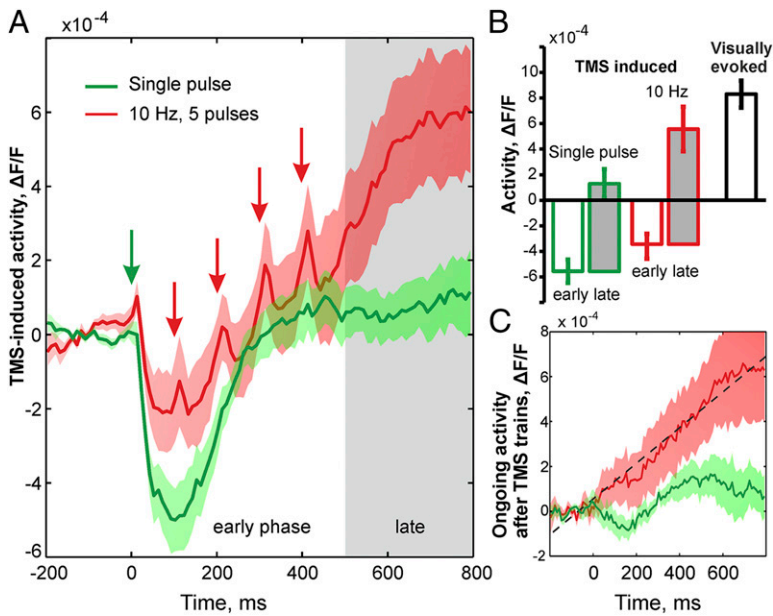 A
x10⁻⁴
TMS-induced activity, ΔF/F
6
4
2
0
-2
-4
-6
Single pulse
10 Hz, 5 pulses
early phase
late
-200
0
200
400
600
800
Time, ms
B
x10⁻⁴
Activity, ΔF/F
8
6
4
2
0
-2
-4
-6
TMS induced
Visually
evoked
10 Hz
Single pulse
early late
early late
C
x 10⁻⁴
Ongoing activity
after TMS trains, ΔF/F
8
6
4
2
0
-2
0
200
400
600
Time, ms